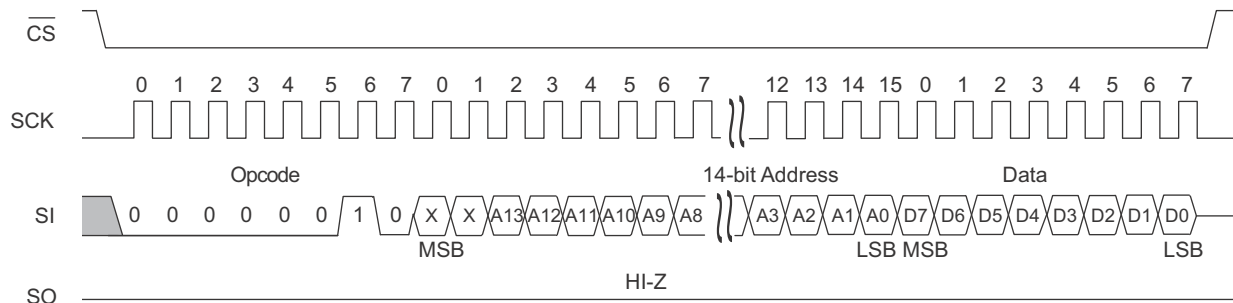 CS
0 1 2 3 4 5 6 7 0 1 2 3 4 5 6 7 12 13 14 15 0 1 2 3 4 5 6 7
SCK
Opcode 14-bit Address Data
SI 0 0 0 0 0 0 1 0 X X A13 A12 A11 A10 A9 A8 A3 A2 A1 A0 D7 D6 D5 D4 D3 D2 D1 D0
MSB LSB MSB LSB
HI-Z
SO